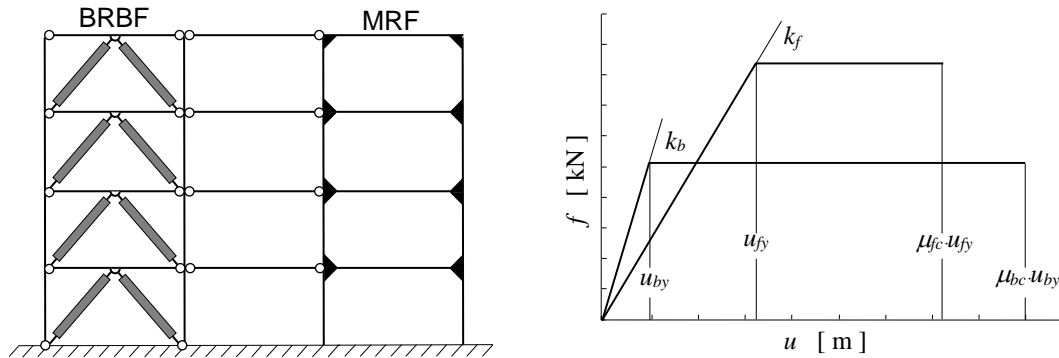 BRBF
MRF
f [ kN ]
k_f
k_b
u_fy
μ_fc·u_fy
u_by
μ_bc·u_by
u [ m ]